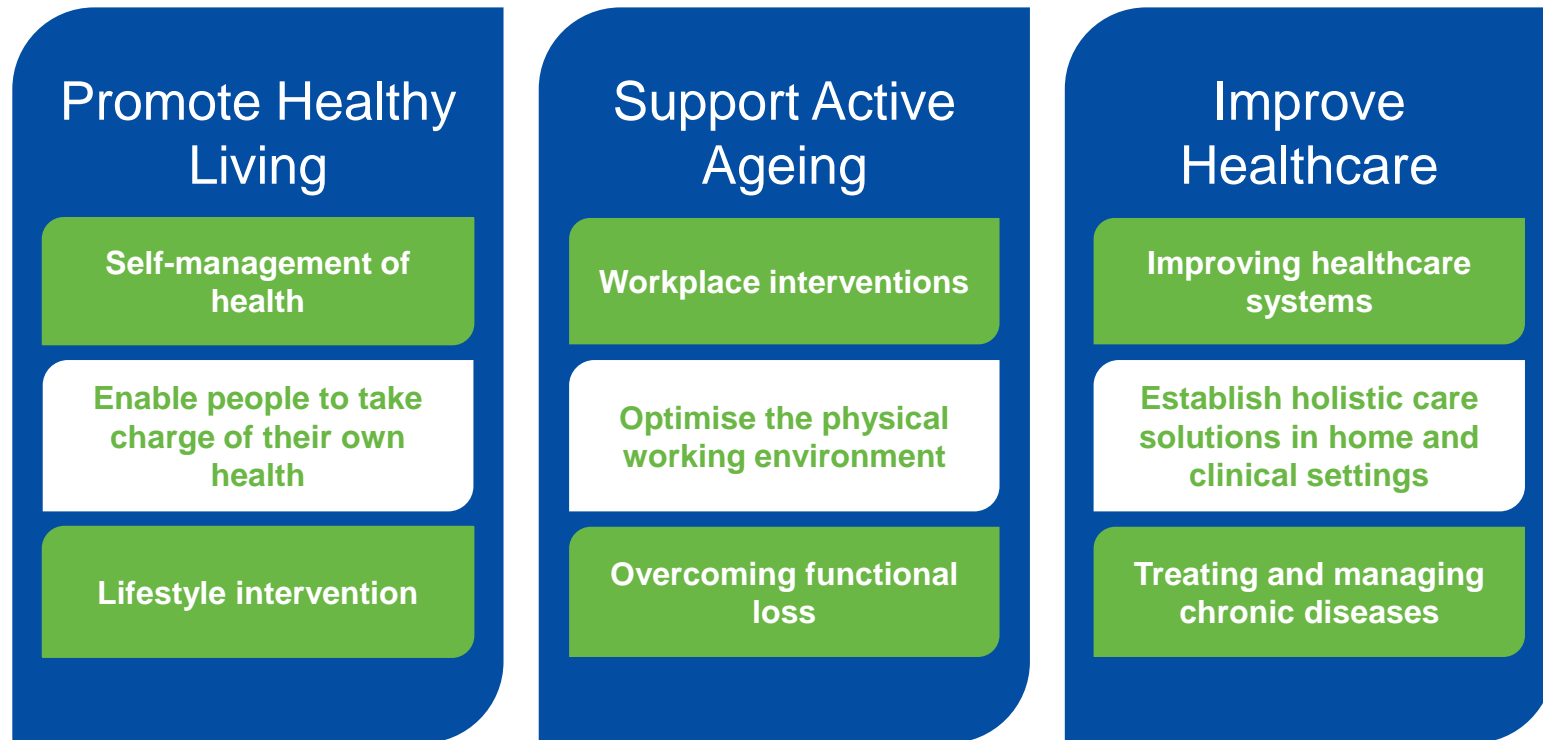 Promote Healthy
Living
Self-management of
health
Enable people to take
charge of their own
health
Lifestyle intervention
Support Active
Ageing
Workplace interventions
Optimise the physical
working environment
Overcoming functional
loss
Improve
Healthcare
Improving healthcare
systems
Establish holistic care
solutions in home and
clinical settings
Treating and managing
chronic diseases